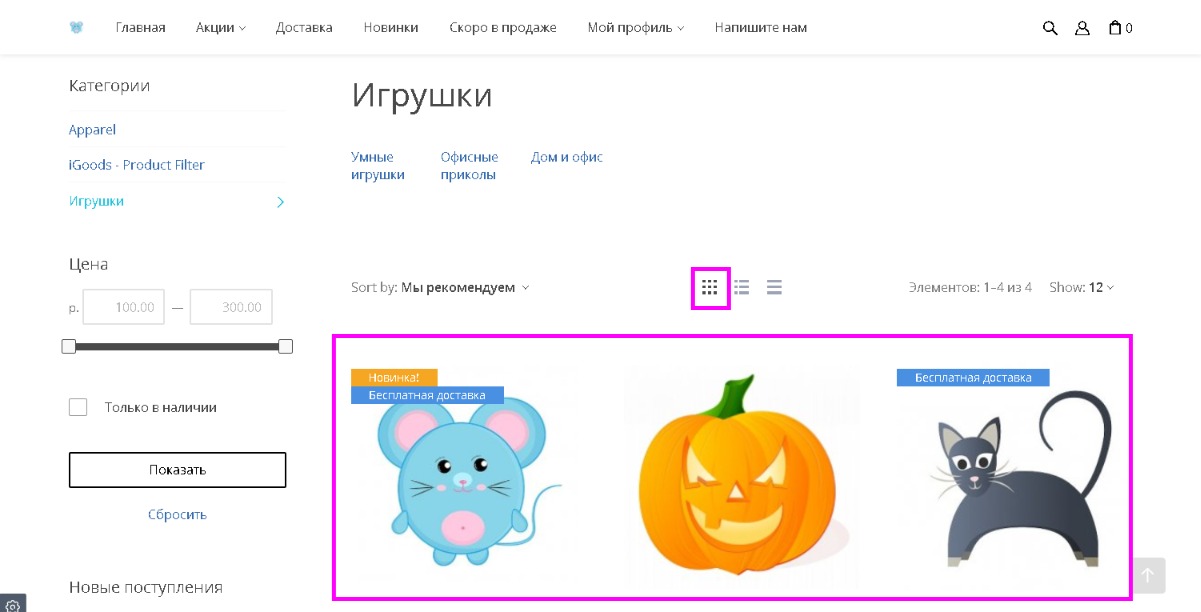 Главная Акции Доставка Новинки Скоро в продаже Мой профиль Напишите нам 0
Категории
Apparel
iGoods - Product Filter
Игрушки
Цена
р. 100.00 — 300.00
Только в наличии
Показать
Сбросить
Новые поступления
Игрушки
Умные
игрушки
Офисные
приколы
Дом и офис
Sort by: Мы рекомендуем
Элементов: 1–4 из 4 Show: 12
Новинка!
Бесплатная доставка
Бесплатная доставка